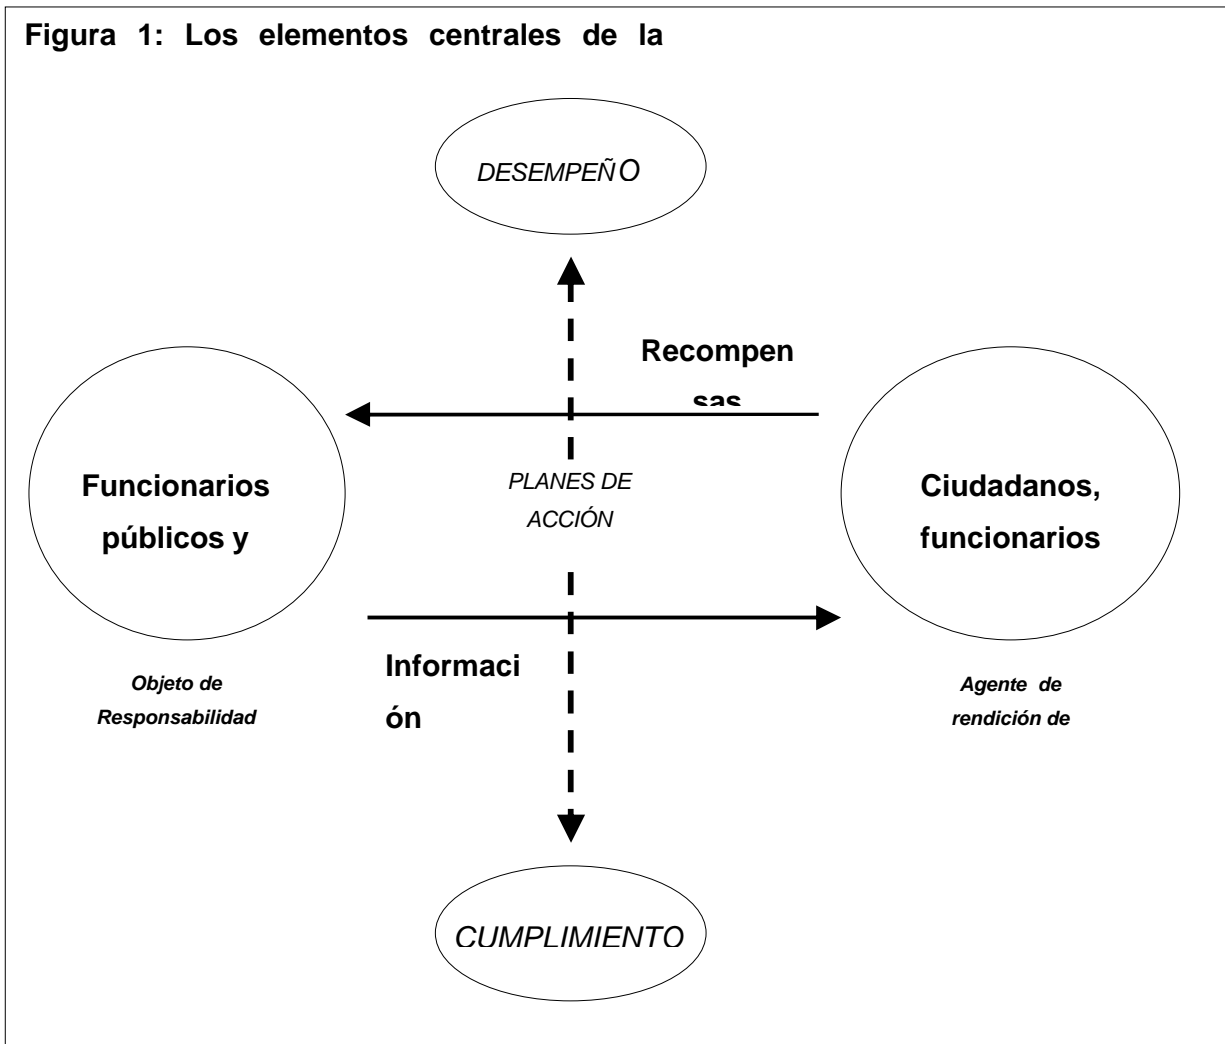 Figura 1: Los elementos centrales de la
DESEMPEÑO
Recompen
sas
Funcionarios
públicos y
PLANES DE
ACCIÓN
Ciudadanos,
funcionarios
Informaci
ón
Objeto de
Responsabilidad
Agente de
rendición de
CUMPLIMIENTO